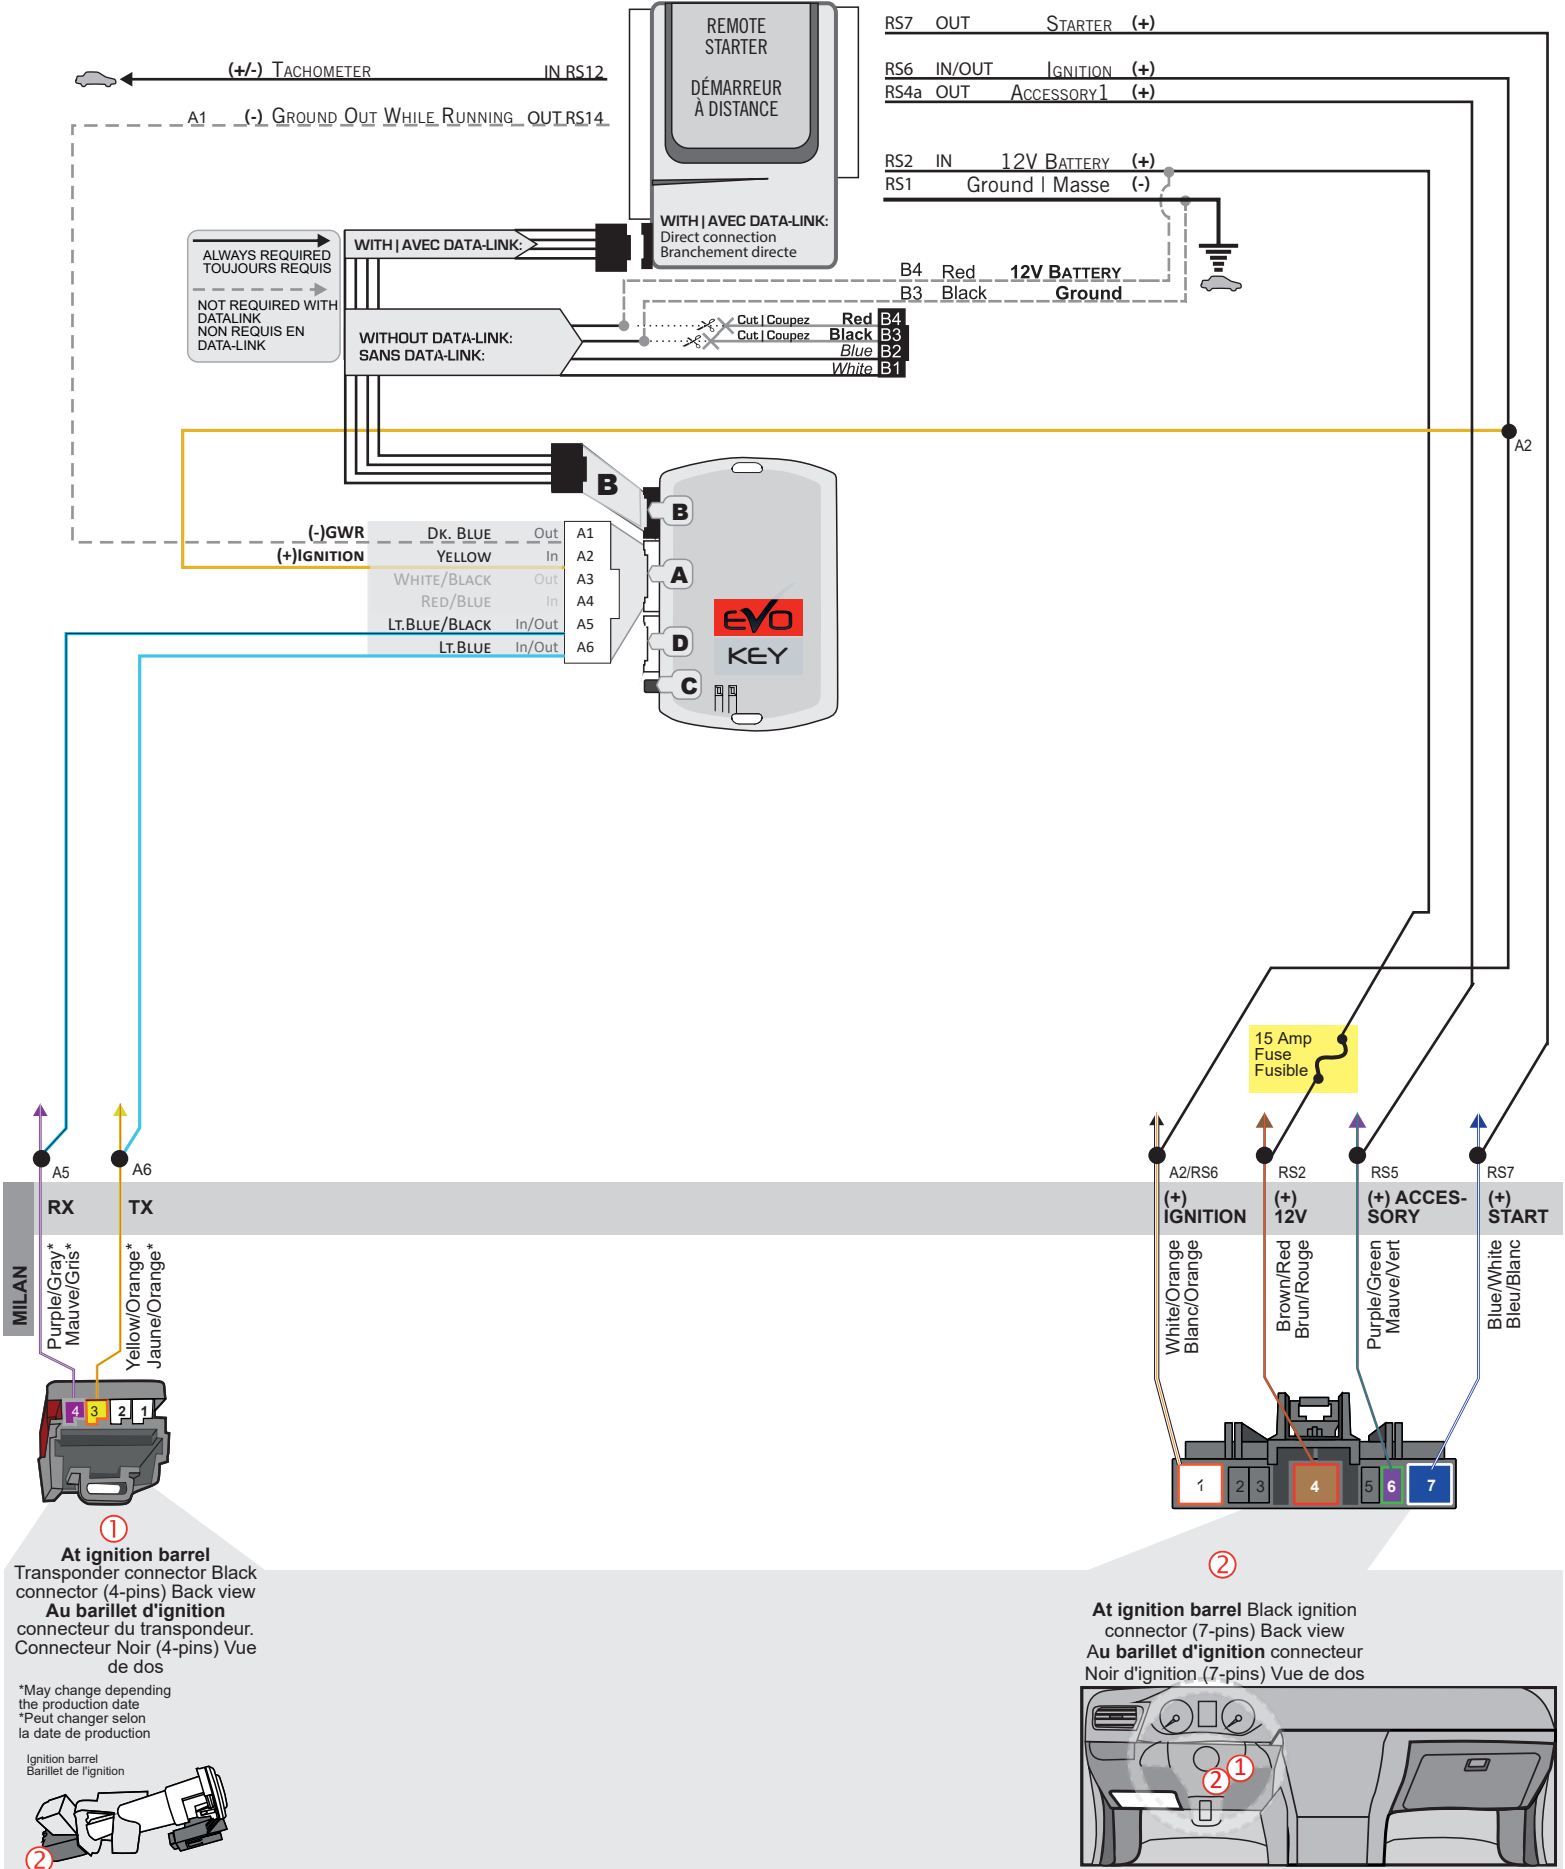 REMOTE
STARTER
DÉMARREUR
À DISTANCE
RS7 OUT STARTER (+)
RS6 IN/OUT IGNITION (+)
RS4a OUT ACCESSORY1 (+)
RS2 IN 12V BATTERY (+)
RS1 Ground | Masse (-)
(+/-) TACHOMETER IN RS12
A1 (-) GROUND OUT WHILE RUNNING OUT RS14
WITH | AVEC DATA-LINK:
Direct connection
Branchement directe
ALWAYS REQUIRED
TOUJOURS REQUIS
NOT REQUIRED WITH
DATALINK
NON REQUIS EN
DATA-LINK
WITH | AVEC DATA-LINK:
B4 Red 12V BATTERY
B3 Black Ground
WITHOUT DATA-LINK:
SANS DATA-LINK:
Cut | Coupez Red B4
Cut | Coupez Black B3
Blue B2
White B1
A2
B
B
A
D
C
(-)GWR DK. BLUE Out A1
(+)IGNITION YELLOW In A2
WHITE/BLACK Out A3
RED/BLUE In A4
LT.BLUE/BLACK In/Out A5
LT.BLUE In/Out A6
EVO
KEY
15 Amp
Fuse
Fusible
A5
A6
A2/RS6
RS2
RS5
RS7
MILAN
RX
TX
(+)
IGNITION
(+)
12V
(+) ACCES-
SORY
(+)
START
Purple/Gray*
Mauve/Gris*
Yellow/Orange*
Jaune/Orange*
White/Orange
Blanc/Orange
Brown/Red
Brun/Rouge
Purple/Green
Mauve/Vert
Blue/White
Bleu/Blanc
4 3 2 1
1 2 3 4 5 6 7
1
At ignition barrel
Transponder connector Black
connector (4-pins) Back view
Au barillet d'ignition
connecteur du transpondeur.
Connecteur Noir (4-pins) Vue
de dos
*May change depending
the production date
*Peut changer selon
la date de production
Ignition barrel
Barillet de l'ignition
2
2
At ignition barrel Black ignition
connector (7-pins) Back view
Au barillet d'ignition connecteur
Noir d'ignition (7-pins) Vue de dos
1
2